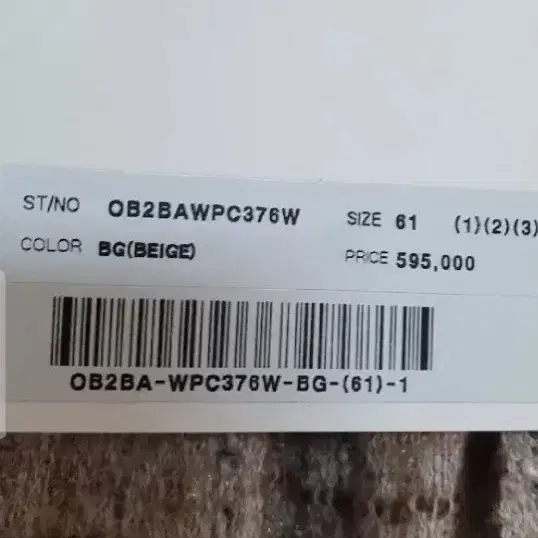 ST/NO OB2BAWPC376W SIZE 61 (1)(2)(3)
COLOR BG(BEIGE) PRICE 595,000
OB2BA-WPC376W-BG-(61)-1